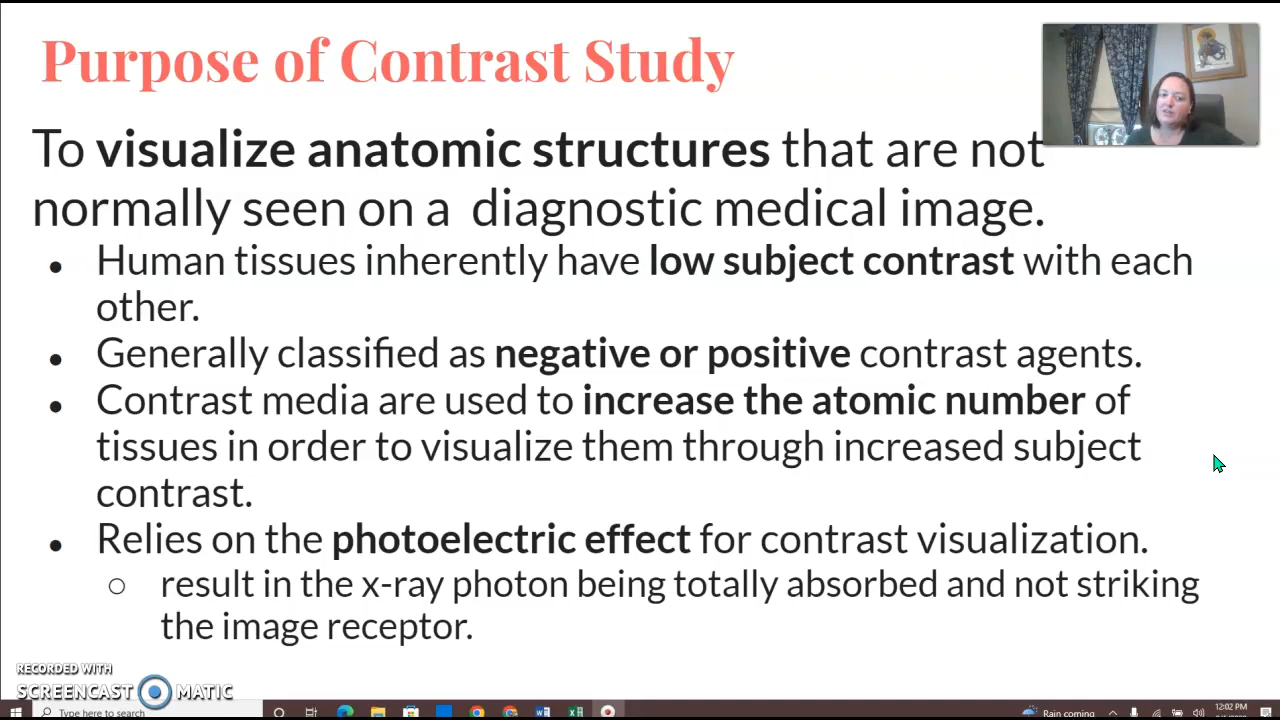 Purpose of Contrast Study
To visualize anatomic structures that are not
normally seen on a diagnostic medical image.
● Human tissues inherently have low subject contrast with each
other.
● Generally classified as negative or positive contrast agents.
● Contrast media are used to increase the atomic number of
tissues in order to visualize them through increased subject
contrast.
● Relies on the photoelectric effect for contrast visualization.
○ result in the x-ray photon being totally absorbed and not striking
the image receptor.
RECORDED WITH
SCREENCAST MATIC
Type here to search
Rain coming
12:02 PM